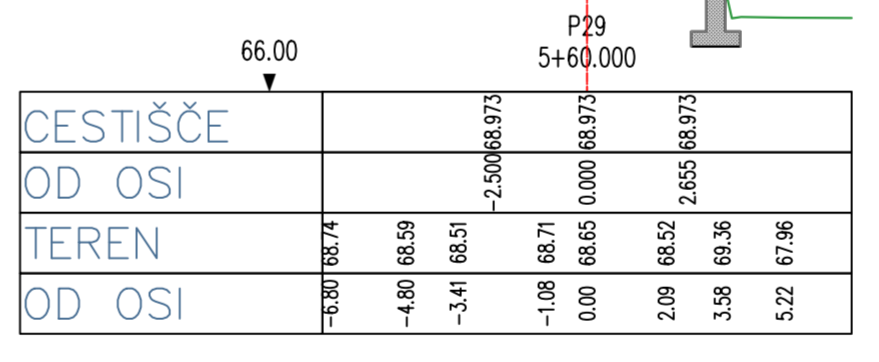 P29
66.00
5+60.000
CESTIŠČE 68.973 68.973 68.973
OD OSI -2.500 0.000 2.655
TEREN 68.74 68.59 68.51 68.71 68.65 68.52 69.36 67.96
OD OSI -6.80 -4.80 -3.41 -1.08 0.00 2.09 3.58 5.22